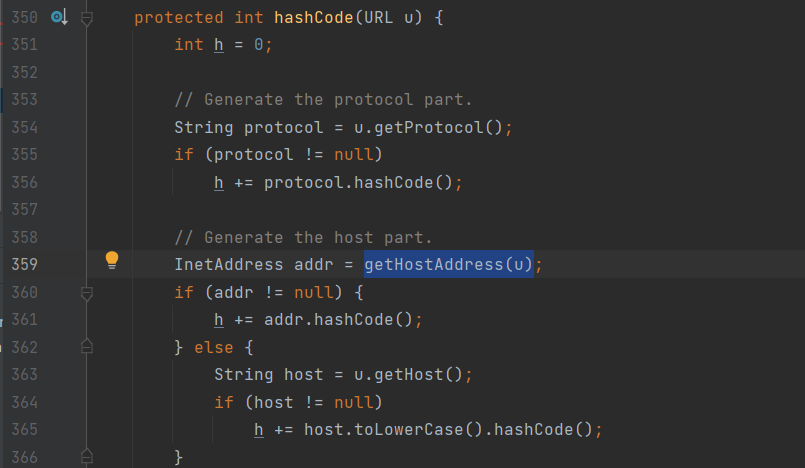 350 protected int hashCode(URL u) {
351 int h = 0;
352
353 // Generate the protocol part.
354 String protocol = u.getProtocol();
355 if (protocol != null)
356 h += protocol.hashCode();
357
358 // Generate the host part.
359 InetAddress addr = getHostAddress(u);
360 if (addr != null) {
361 h += addr.hashCode();
362 } else {
363 String host = u.getHost();
364 if (host != null)
365 h += host.toLowerCase().hashCode();
366 }